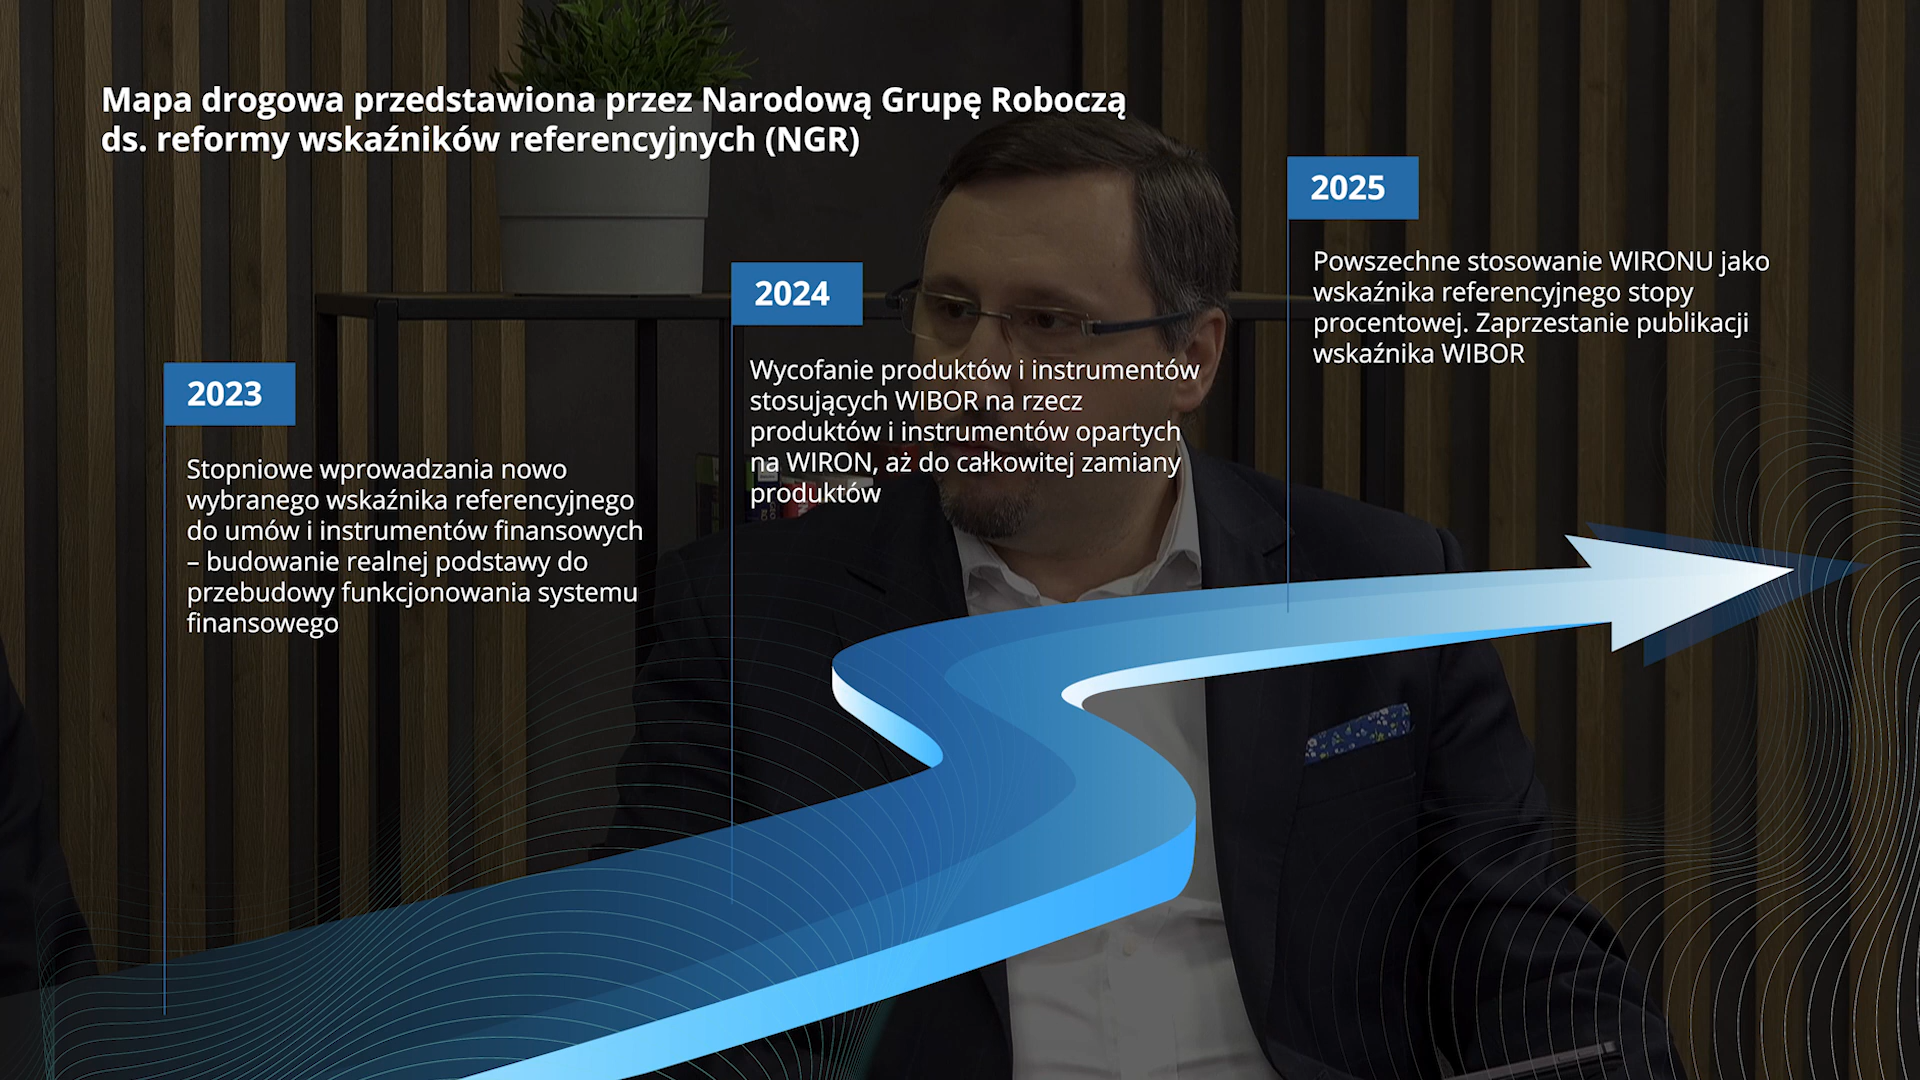 Mapa drogowa przedstawiona przez Narodową Grupę Roboczą
ds. reformy wskaźników referencyjnych (NGR)
2023
Stopniowe wprowadzania nowo
wybranego wskaźnika referencyjnego
do umów i instrumentów finansowych
– budowanie realnej podstawy do
przebudowy funkcjonowania systemu
finansowego
2024
Wycofanie produktów i instrumentów
stosujących WIBOR na rzecz
produktów i instrumentów opartych
na WIRON, aż do całkowitej zamiany
produktów
2025
Powszechne stosowanie WIRONU jako
wskaźnika referencyjnego stopy
procentowej. Zaprzestanie publikacji
wskaźnika WIBOR